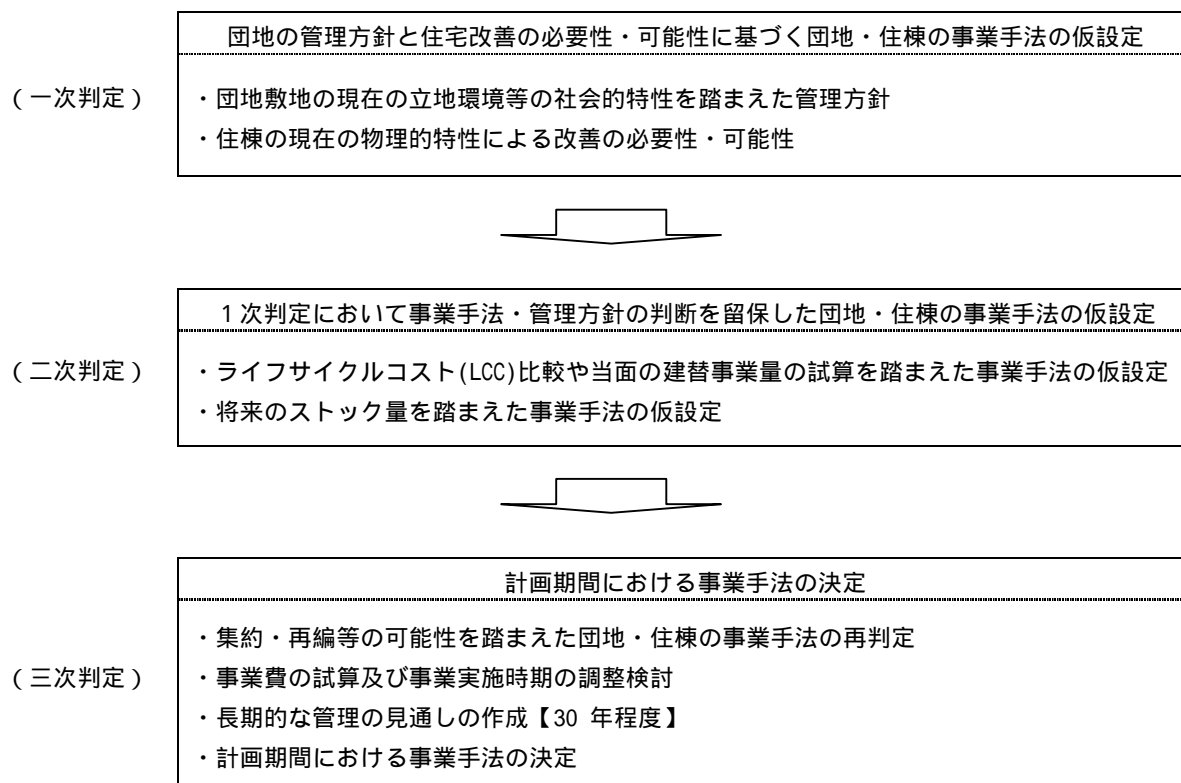 団地の管理方針と住宅改善の必要性・可能性に基づく団地・住棟の事業手法の仮設定
(一次判定)
・団地敷地の現在の立地環境等の社会的特性を踏まえた管理方針
・住棟の現在の物理的特性による改善の必要性・可能性
1次判定において事業手法・管理方針の判断を留保した団地・住棟の事業手法の仮設定
(二次判定)
・ライフサイクルコスト(LCC)比較や当面の建替事業量の試算を踏まえた事業手法の仮設定
・将来のストック量を踏まえた事業手法の仮設定
計画期間における事業手法の決定
・集約・再編等の可能性を踏まえた団地・住棟の事業手法の再判定
(三次判定)
・事業費の試算及び事業実施時期の調整検討
・長期的な管理の見通しの作成【30 年程度】
・計画期間における事業手法の決定